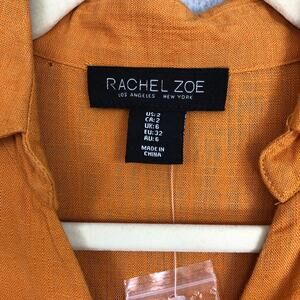 RACHEL ZOE
LOS ANGELES NEW YORK
US: 2
CA: 2
UK: 6
EU: 32
AU: 6
MADE IN
CHINA